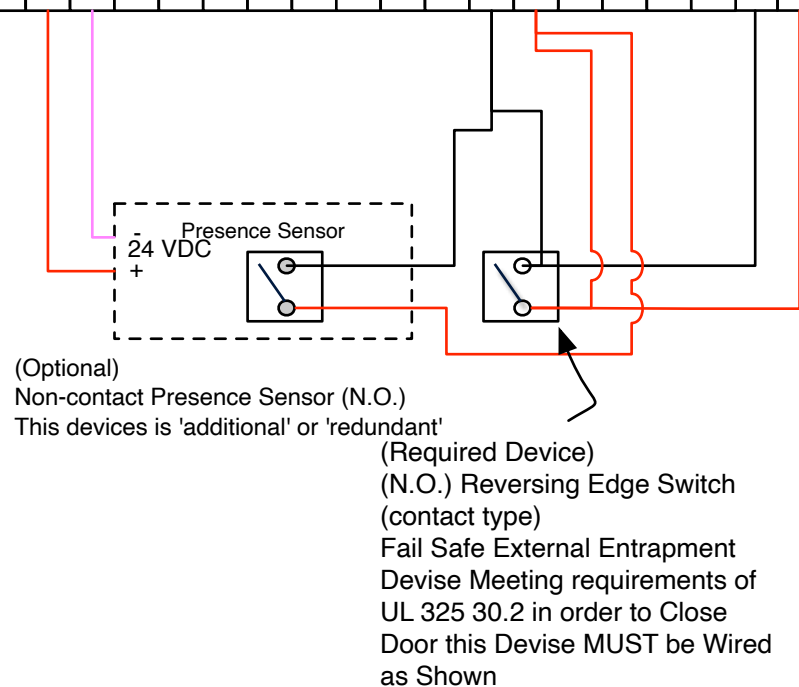 - Presence Sensor
24 VDC
+
(Optional)
Non-contact Presence Sensor (N.O.)
This devices is 'additional' or 'redundant'
(Required Device)
(N.O.) Reversing Edge Switch
(contact type)
Fail Safe External Entrapment
Devise Meeting requirements of
UL 325 30.2 in order to Close
Door this Devise MUST be Wired
as Shown